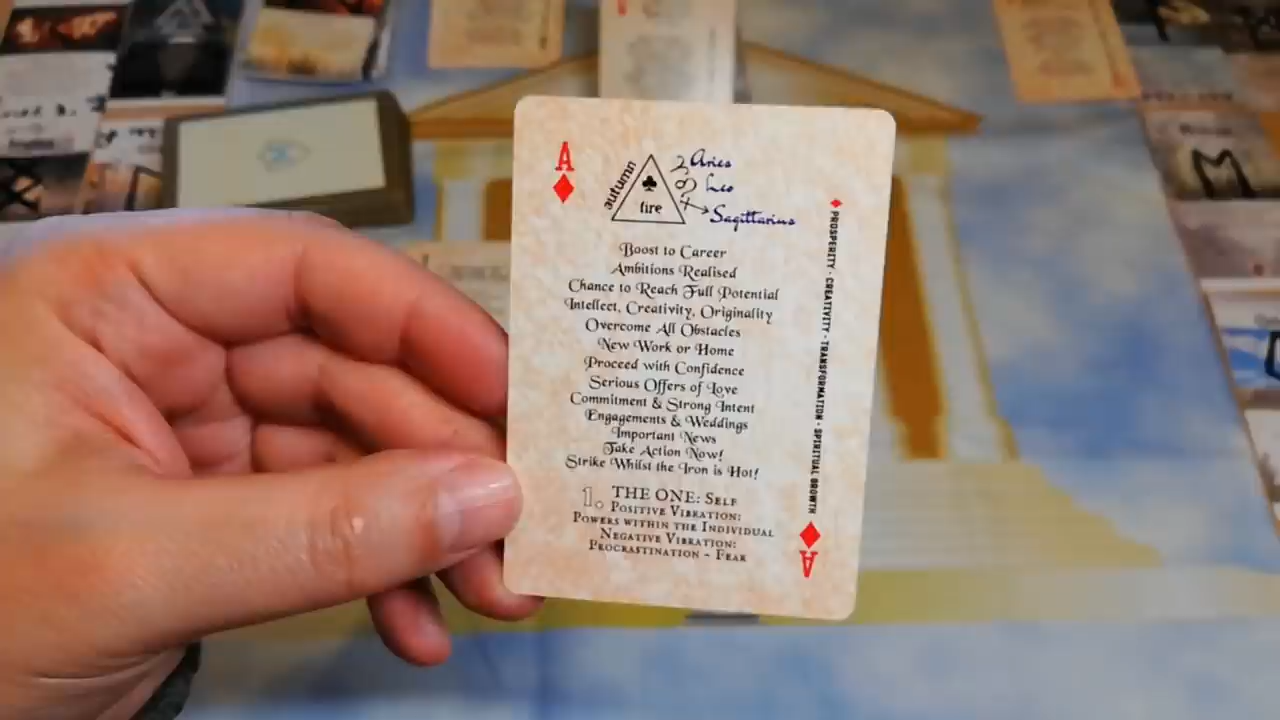 A
autumn
fire
Aries
Leo
Sagittarius
Boost to Career
Ambitions Realised
Chance to Reach Full Potential
Intellect, Creativity, Originality
Overcome All Obstacles
New Work or Home
Proceed with Confidence
Serious Offers of Love
Commitment & Strong Intent
Engagements & Weddings
Important News
Take Action Now!
Strike Whilst the Iron is Hot!
1. THE ONE: SELF
POSITIVE VIBRATION:
POWERS WITHIN THE INDIVIDUAL
NEGATIVE VIBRATION:
PROCRASTINATION - FEAR
PROSPERITY · CREATIVITY · TRANSFORMATION · SPIRITUAL GROWTH
A